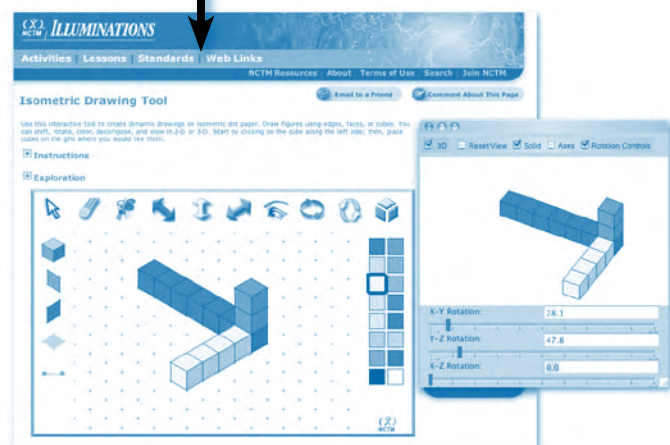 NCTM ILLUMINATIONS
Activities | Lessons | Standards | Web Links
NCTM Resources | About | Terms of Use | Search | Join NCTM
Isometric Drawing Tool
Email to a Friend
Comment About This Page
Use this interactive tool to create dynamic drawings on isometric dot paper. Draw figures using edges, faces, or cubes. You
can shift, rotate, color, decompose, and view in 2-D or 3-D. Start by clicking on the cube along the left side; then, place
cubes on the grid where you would like them.
Instructions
Exploration
NCTM
3D Reset View Solid Axes Rotation Controls
X-Y Rotation: 28.1
Y-Z Rotation: 47.8
X-Z Rotation: 0.0